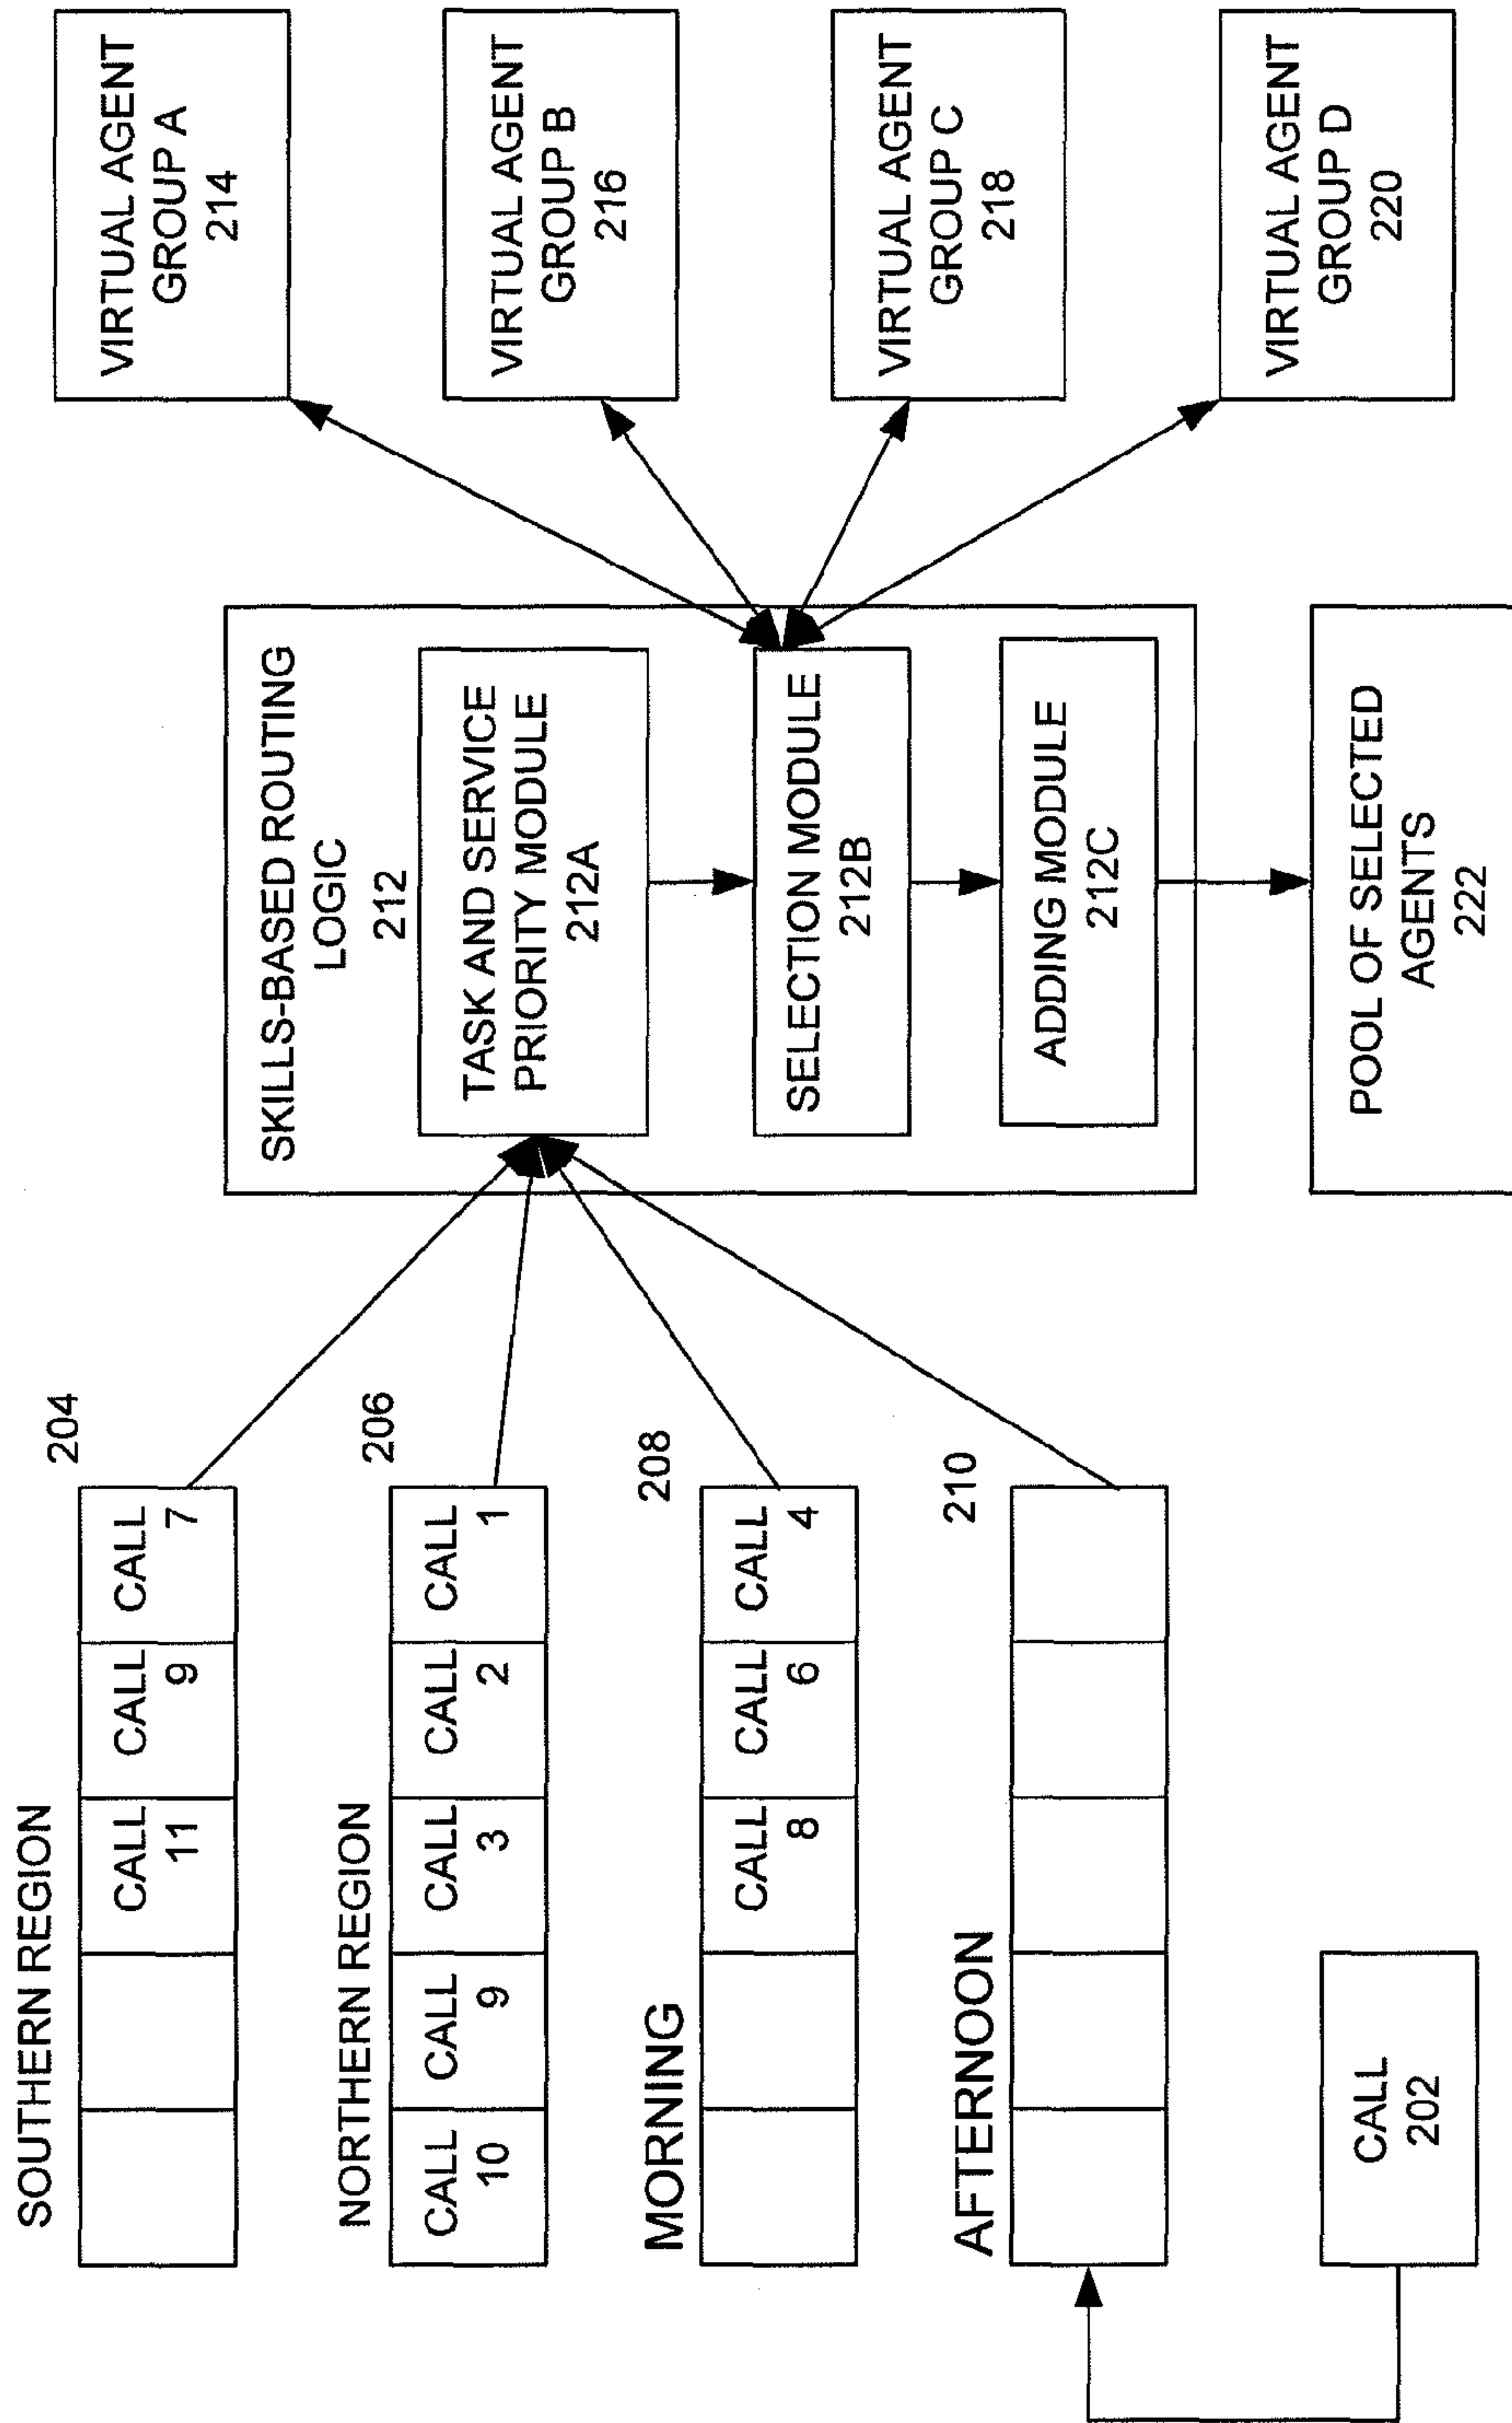 SOUTHERN REGION
204
CALL
11
CALL
9
CALL
7
NORTHERN REGION
206
CALL
10
CALL
9
CALL
3
CALL
2
CALL
1
MORNING
208
CALL
8
CALL
6
CALL
4
AFTERNOON
210
CALL
202
SKILLS-BASED ROUTING
LOGIC
212
TASK AND SERVICE
PRIORITY MODULE
212A
SELECTION MODULE
212B
ADDING MODULE
212C
POOL OF SELECTED
AGENTS
222
VIRTUAL AGENT
GROUP A
214
VIRTUAL AGENT
GROUP B
216
VIRTUAL AGENT
GROUP C
218
VIRTUAL AGENT
GROUP D
220